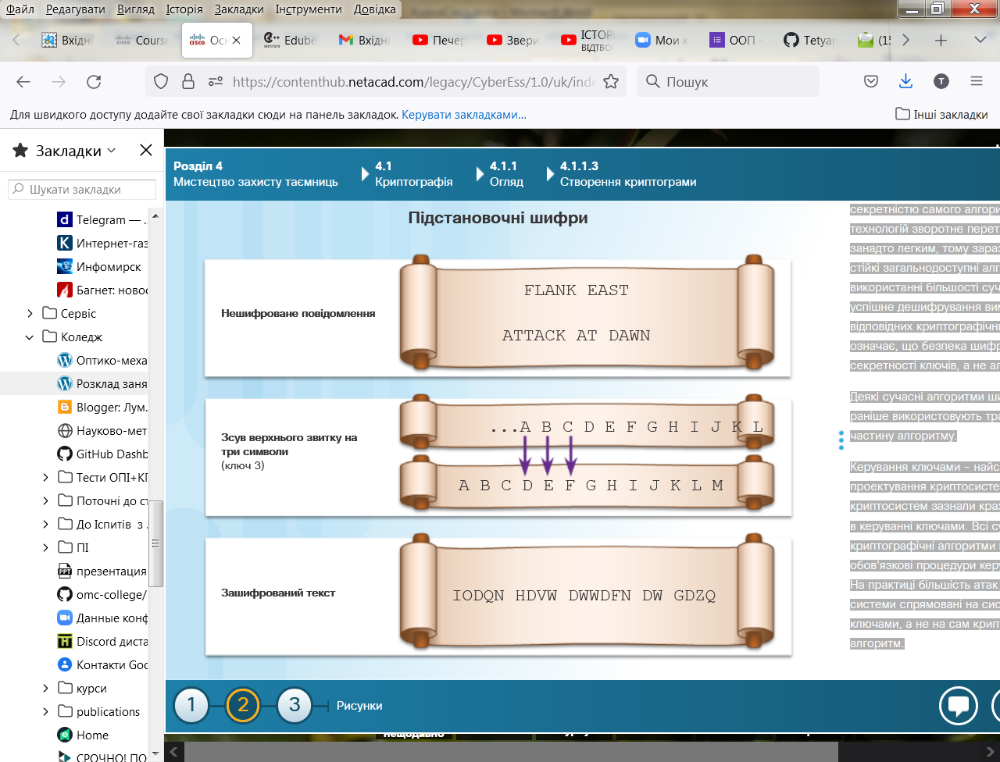 Файл Редагувати Вигляд Історія Закладки Інструменти Довідка
Вхідні Course Осн Edube Вхідні Печер Звери ІСТОРІ ВІДТВО Мои к ООП - Tetyan (15
https://contenthub.netacad.com/legacy/CyberEss/1.0/uk/inde
Пошук
T
Для швидкого доступу додайте свої закладки сюди на панель закладок. Керувати закладками…
Інші закладки
Закладки
Шукати закладки
Telegram — .
Интернет-газ
Инфомирск
Багнет: новос
Сервіс
Коледж
Оптико-меха
Розклад заня
Blogger: Лум.
Науково-мет
GitHub Dashb
Тести ОПІ+КГ
Поточні до ст
До Іспитів з .
ПІ
презентация
omc-college/
Данные конф
Discord диста
Контакти Goo
курси
publications
Home
СРОЧНО! ПО
Розділ 4
Мистецтво захисту таємниць
4.1
Криптографія
4.1.1
Огляд
4.1.1.3
Створення криптограми
Підстановочні шифри
Нешифроване повідомлення
FLANK EAST
ATTACK AT DAWN
Зсув верхнього звитку на
три символи
(ключ 3)
...A B C D E F G H I J K L
A B C D E F G H I J K L M
Зашифрований текст
IODQN HDVW DWWDFN DW GDZQ
секретністю самого алгори
технологій зворотне перет
занадто легким, тому зараз
стійкі загальнодоступні алг
використанні більшості суч
успішне дешифрування вим
відповідних криптографічни
означає, що безпека шифр
секретності ключів, а не ал
Деякі сучасні алгоритми ши
раніше використовують тра
частину алгоритму.
Керування ключами – найс
проектування криптосисте
криптосистем зазнали крах
в керуванні ключами. Всі су
криптографічні алгоритми
обов'язкові процедури керу
На практиці більшість атак
системи спрямовані на сис
ключами, а не на сам крип
алгоритм.
1 2 3 Рисунки
нещодавно